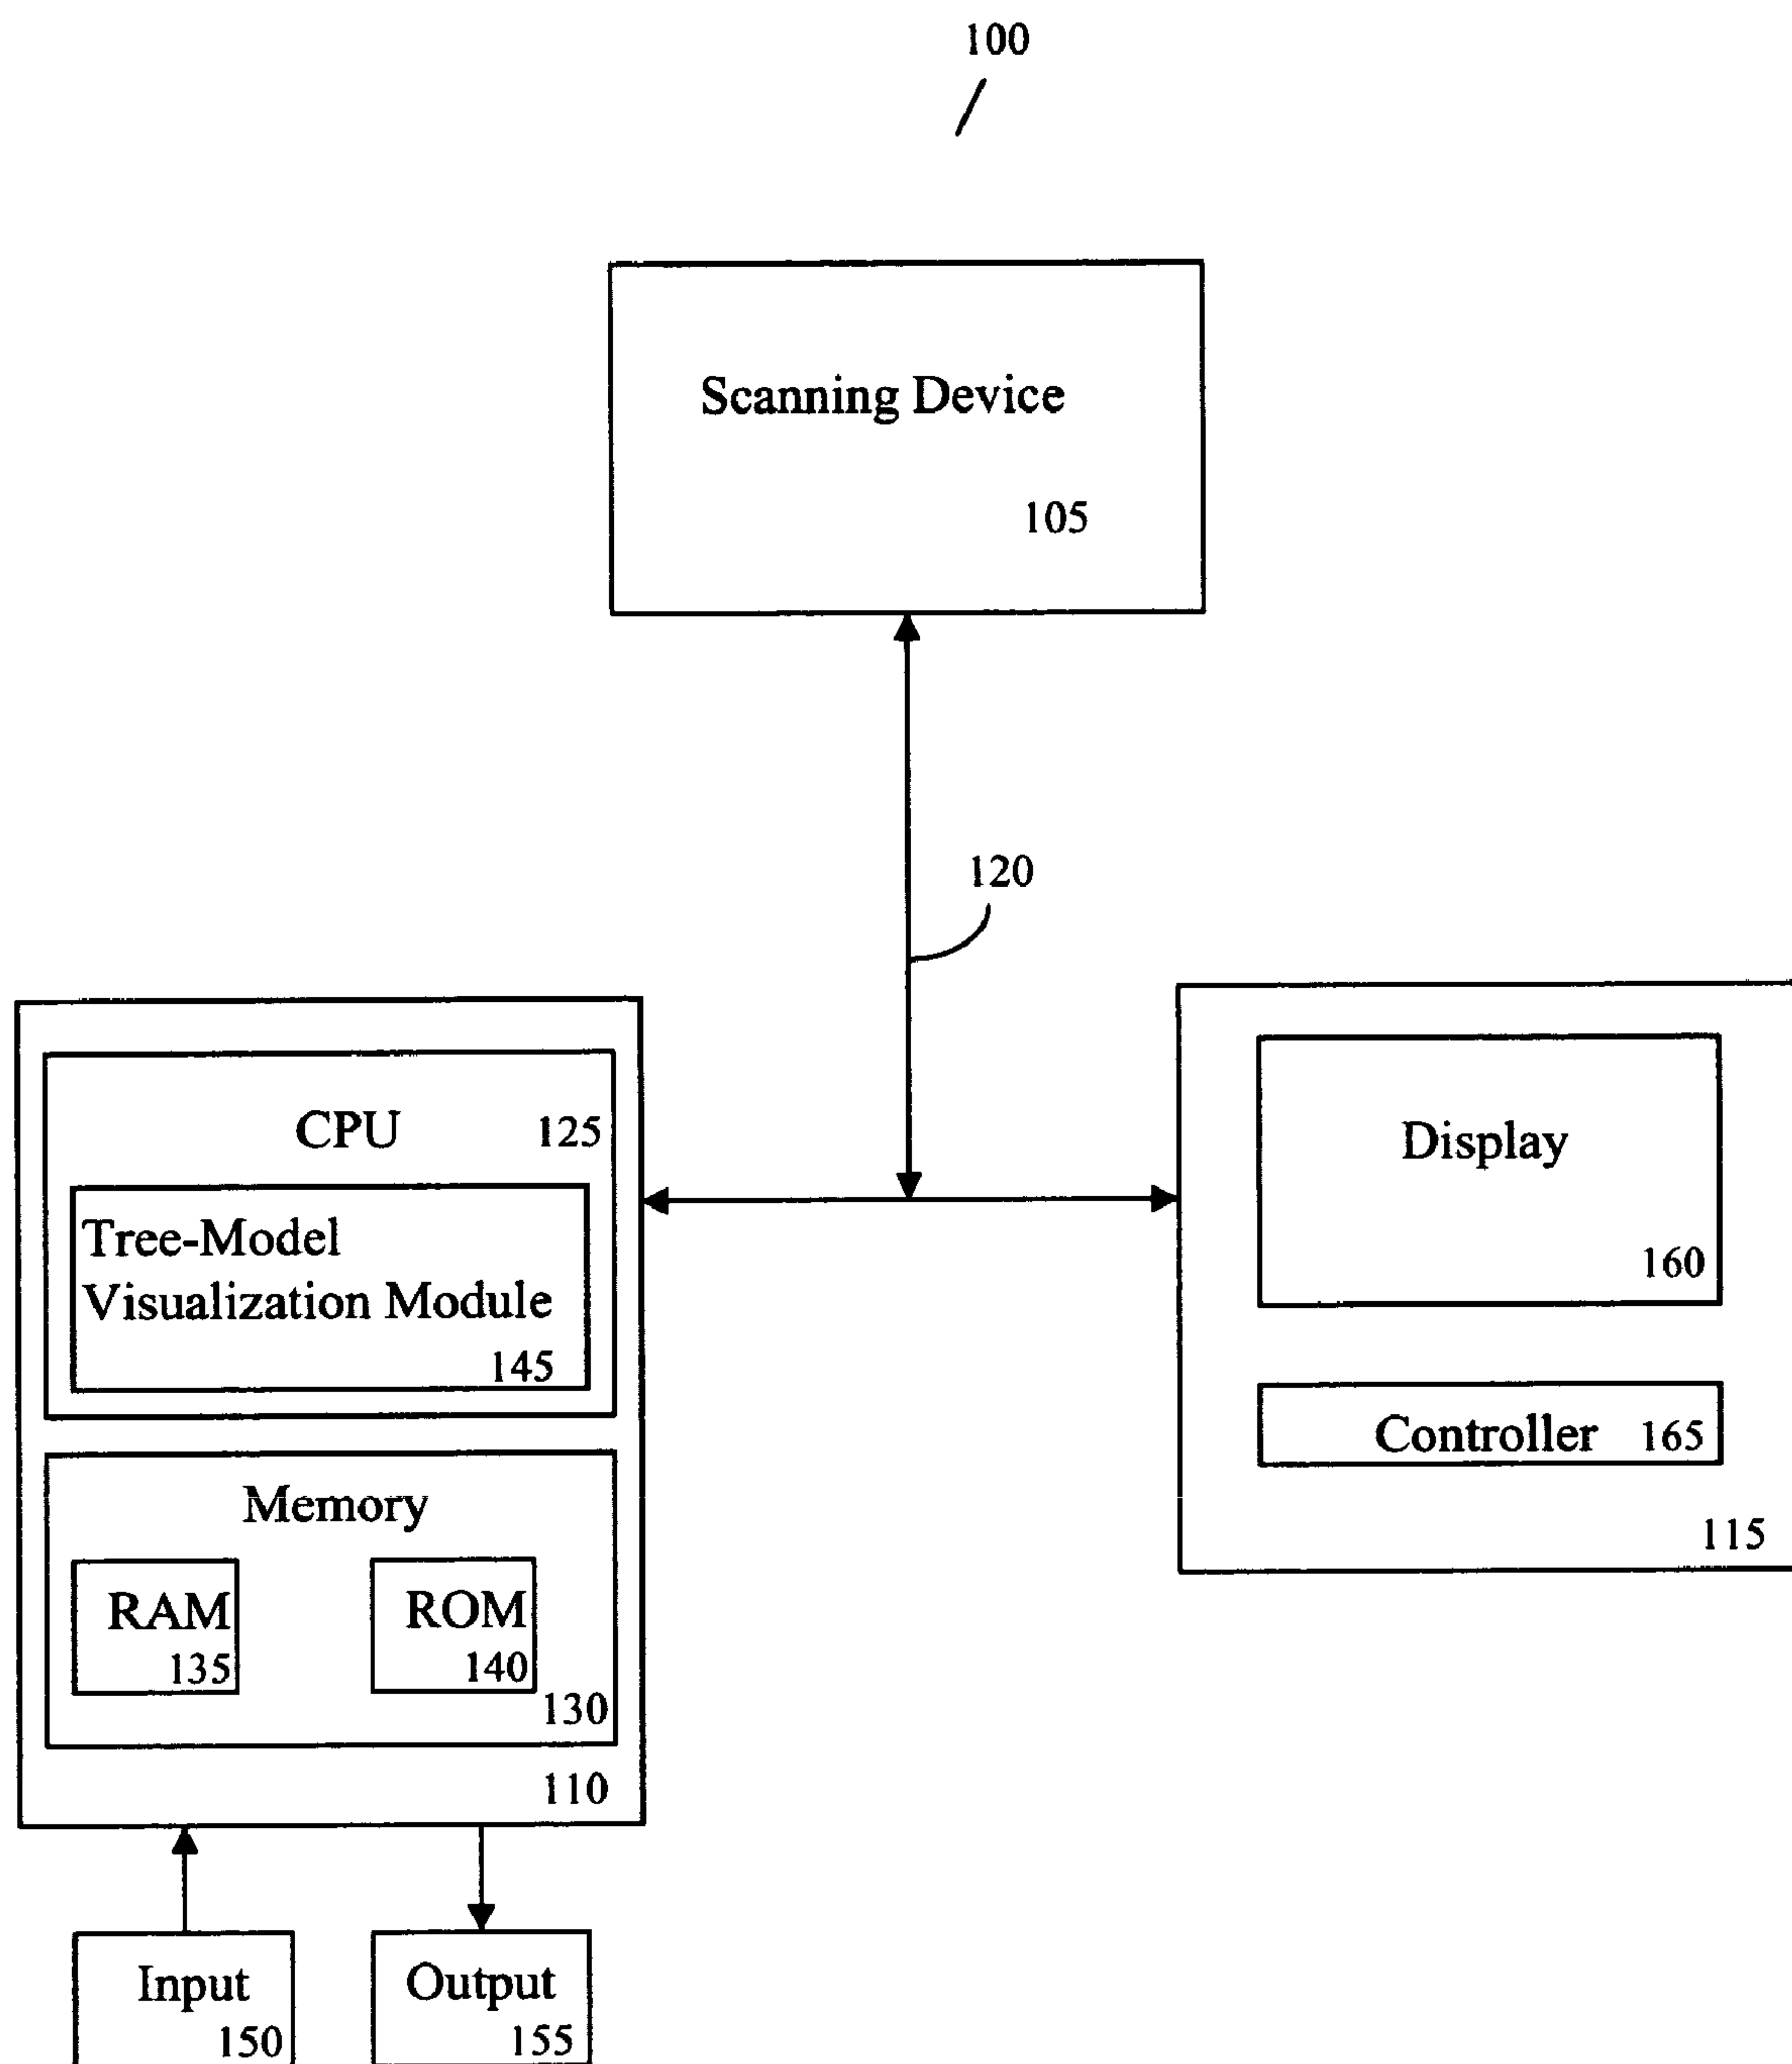 100
Scanning Device
105
120
CPU 125
Tree-Model
Visualization Module
145
Memory
RAM
135
ROM
140
130
110
Input
150
Output
155
Display
160
Controller 165
115